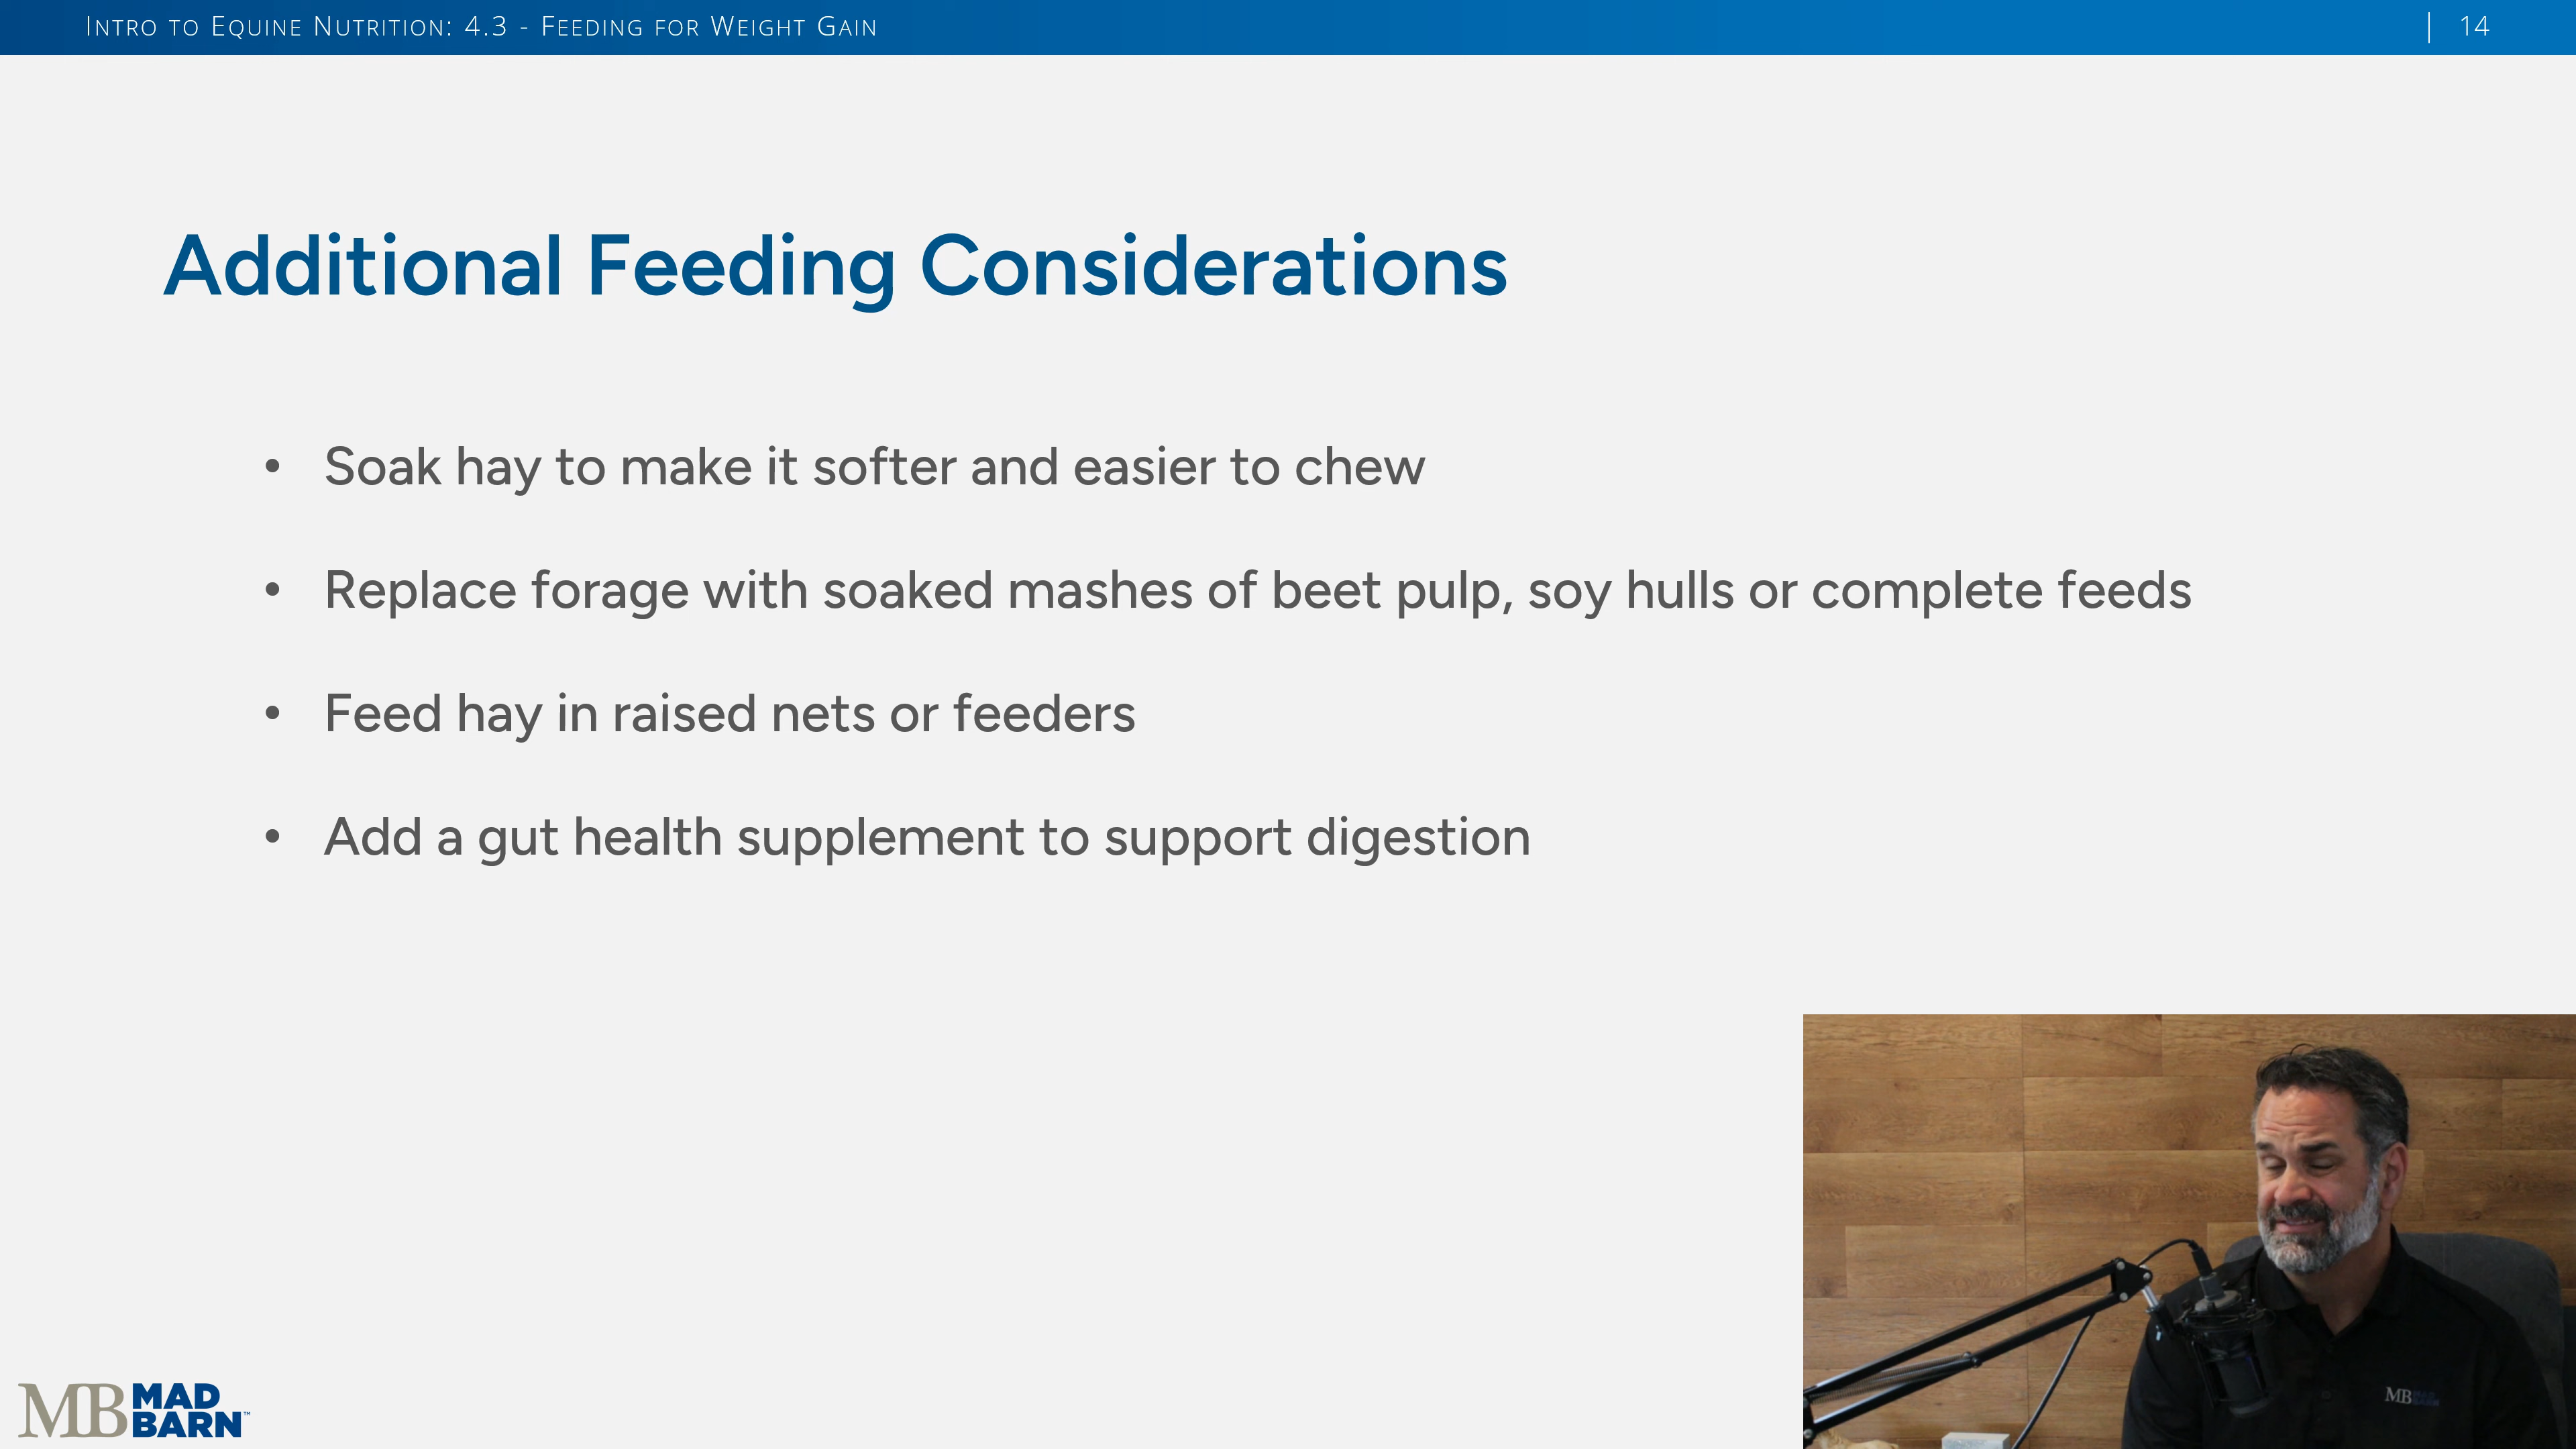 Intro to Equine Nutrition: 4.3 - Feeding for Weight Gain | 14
Additional Feeding Considerations
• Soak hay to make it softer and easier to chew
• Replace forage with soaked mashes of beet pulp, soy hulls or complete feeds
• Feed hay in raised nets or feeders
• Add a gut health supplement to support digestion
MB MAD
BARN™
MB